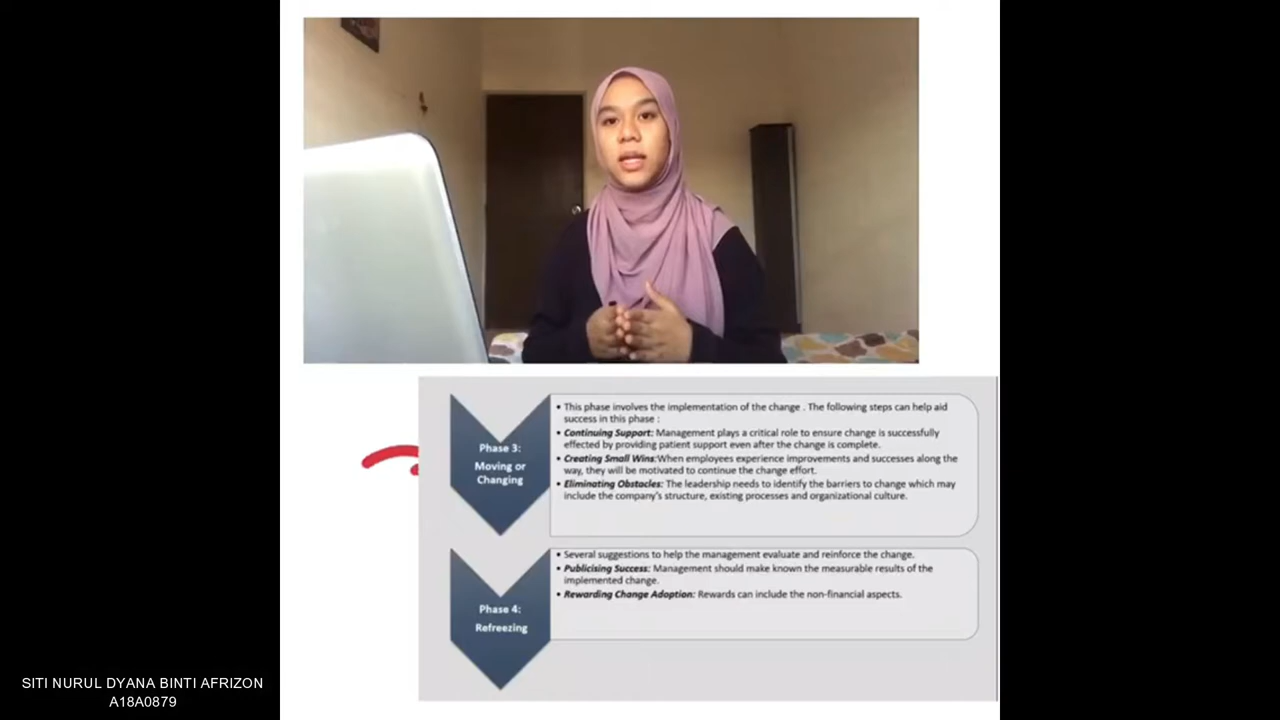 Phase 3:
Moving or
Changing
• This phase involves the implementation of the change . The following steps can help aid
success in this phase :
• Continuing Support: Management plays a critical role to ensure change is successfully
effected by providing patient support even after the change is complete.
• Creating Small Wins:When employees experience improvements and successes along the
way, they will be motivated to continue the change effort.
• Eliminating Obstacles: The leadership needs to identify the barriers to change which may
include the company's structure, existing processes and organizational culture.
Phase 4:
Refreezing
• Several suggestions to help the management evaluate and reinforce the change.
• Publicising Success: Management should make known the measurable results of the
implemented change.
• Rewarding Change Adoption: Rewards can include the non-financial aspects.
SITI NURUL DYANA BINTI AFRIZON
A18A0879